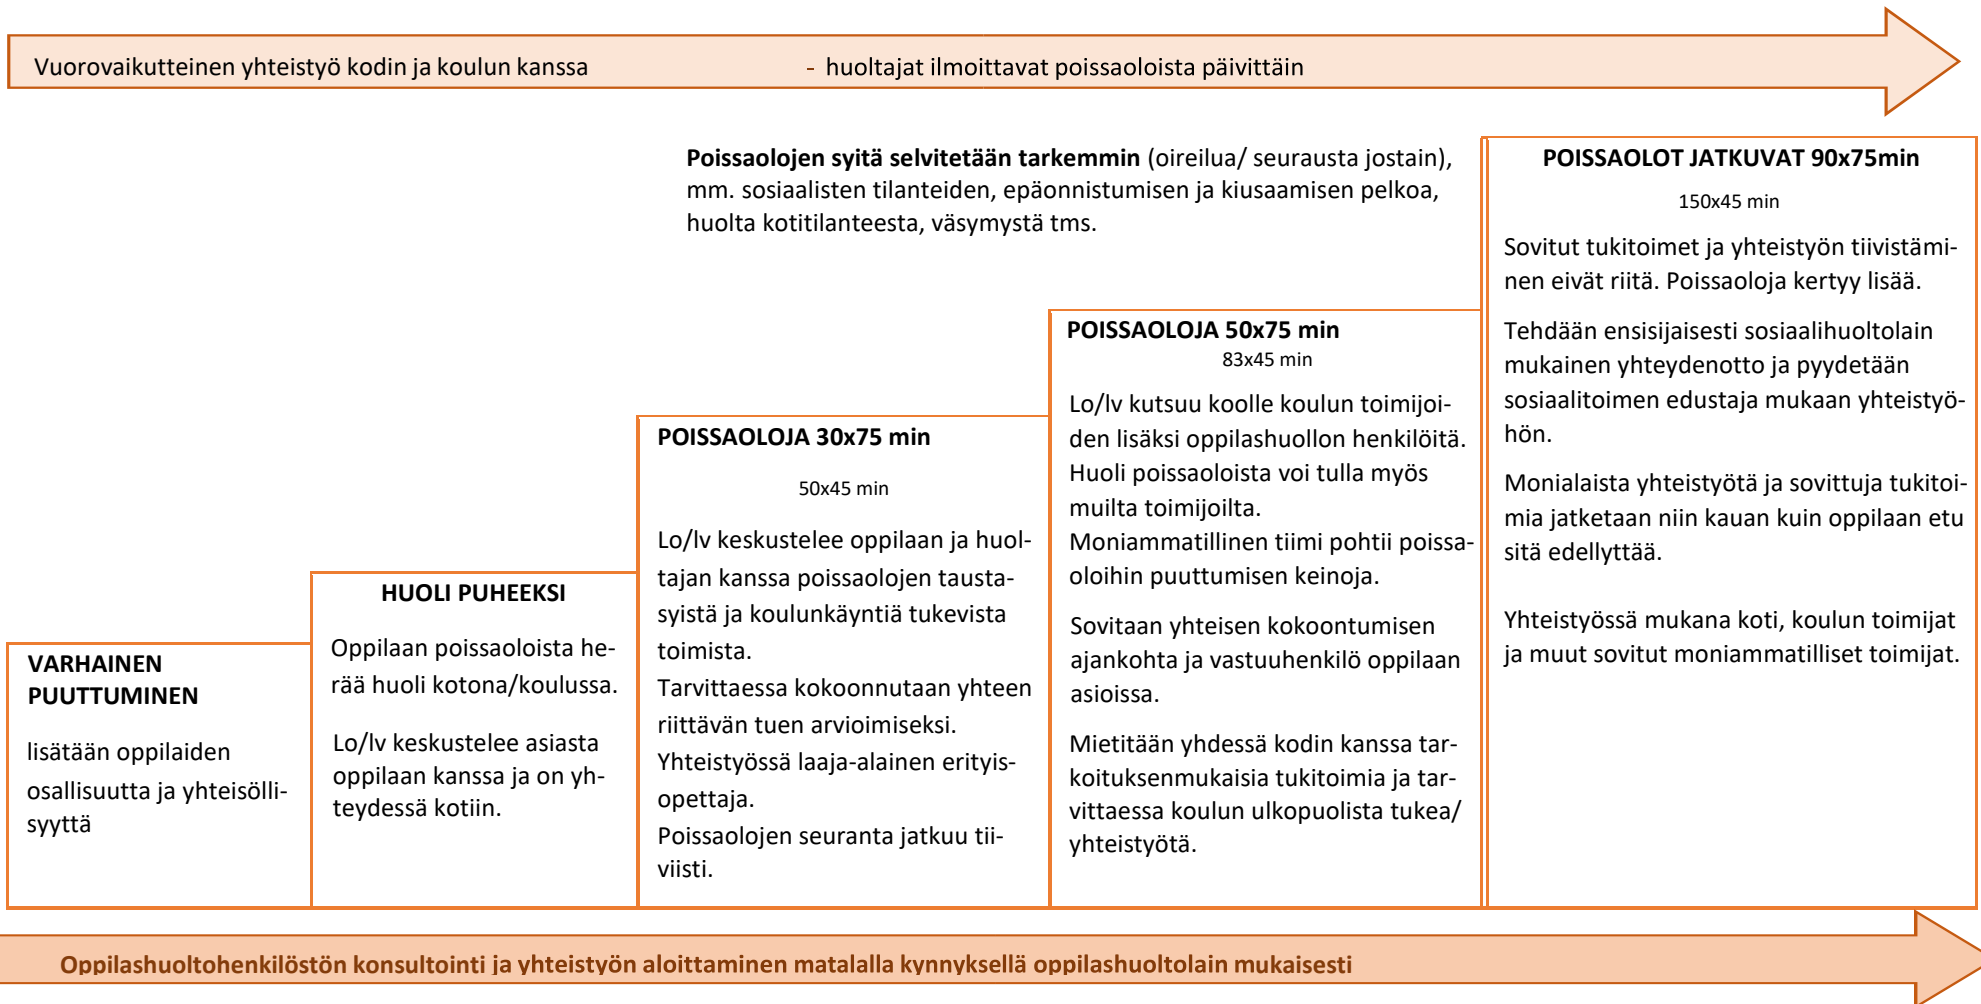 Vuorovaikutteinen yhteistyö kodin ja koulun kanssa - huoltajat ilmoittavat poissaoloista päivittäin
Poissaolojen syitä selvitetään tarkemmin (oireilua/ seurausta jostain),
mm. sosiaalisten tilanteiden, epäonnistumisen ja kiusaamisen pelkoa,
huolta kotitilanteesta, väsymystä tms.
VARHAINEN
PUUTTUMINEN
lisätään oppilaiden
osallisuutta ja yhteisölli-
syyttä
HUOLI PUHEEKSI
Oppilaan poissaoloista he-
rää huoli kotona/koulussa.
Lo/lv keskustelee asiasta
oppilaan kanssa ja on yh-
teydessä kotiin.
POISSAOLOJA 30x75 min
50x45 min
Lo/lv keskustelee oppilaan ja huol-
tajan kanssa poissaolojen tausta-
syistä ja koulunkäyntiä tukevista
toimista.
Tarvittaessa kokoonnutaan yhteen
riittävän tuen arvioimiseksi.
Yhteistyössä laaja-alainen erityis-
opettaja.
Poissaolojen seuranta jatkuu tii-
viisti.
POISSAOLOJA 50x75 min
83x45 min
Lo/lv kutsuu koolle koulun toimijoi-
den lisäksi oppilashuollon henkilöitä.
Huoli poissaoloista voi tulla myös
muilta toimijoilta.
Moniammatillinen tiimi pohtii poissa-
oloihin puuttumisen keinoja.
Sovitaan yhteisen kokoontumisen
ajankohta ja vastuuhenkilö oppilaan
asioissa.
Mietitään yhdessä kodin kanssa tar-
koituksenmukaisia tukitoimia ja tar-
vittaessa koulun ulkopuolista tukea/
yhteistyötä.
POISSAOLOT JATKUVAT 90x75min
150x45 min
Sovitut tukitoimet ja yhteistyön tiivistämi-
nen eivät riitä. Poissaoloja kertyy lisää.
Tehdään ensisijaisesti sosiaalihuoltolain
mukainen yhteydenotto ja pyydetään
sosiaalitoimen edustaja mukaan yhteistyö-
hön.
Monialaista yhteistyötä ja sovittuja tukitoi-
mia jatketaan niin kauan kuin oppilaan etu
sitä edellyttää.
Yhteistyössä mukana koti, koulun toimijat
ja muut sovitut moniammatilliset toimijat.
Oppilashuoltohenkilöstön konsultointi ja yhteistyön aloittaminen matalalla kynnyksellä oppilashuoltolain mukaisesti